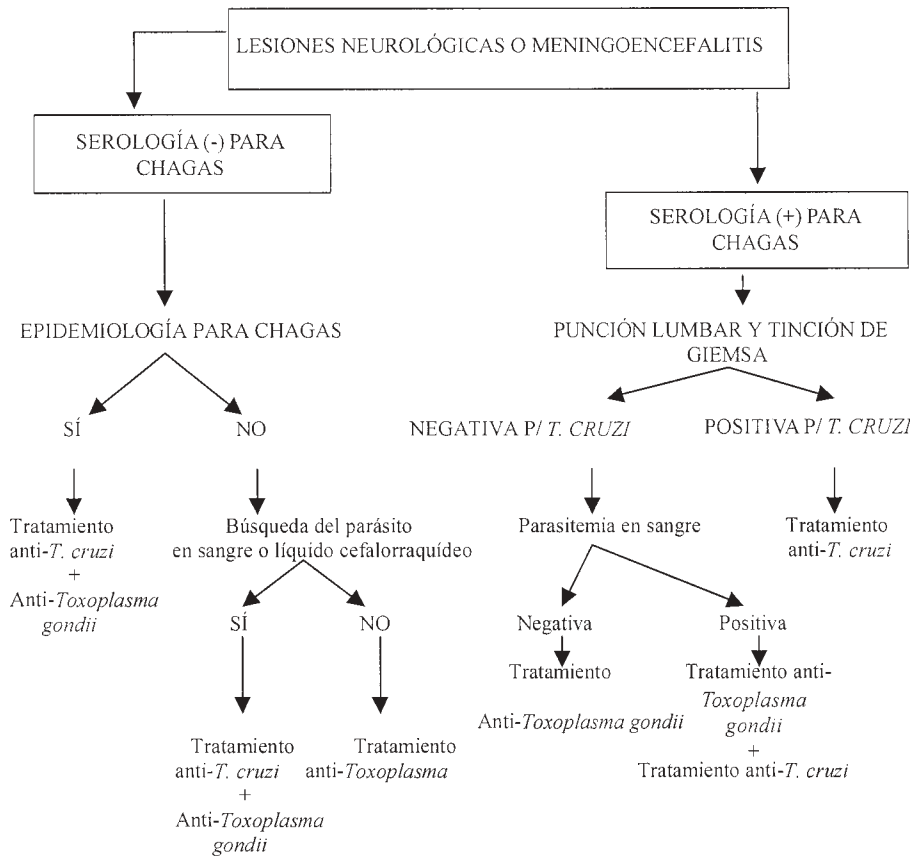 LESIONES NEUROLÓGICAS O MENINGOENCEFALITIS
SEROLOGÍA (-) PARA
CHAGAS
SEROLOGÍA (+) PARA
CHAGAS
EPIDEMIOLOGÍA PARA CHAGAS
PUNCIÓN LUMBAR Y TINCIÓN DE
GIEMSA
SÍ
NO
NEGATIVA P/ T. CRUZI
POSITIVA P/ T. CRUZI
Tratamiento
anti-T. cruzi
+
Anti-Toxoplasma
gondii
Búsqueda del parásito
en sangre o líquido cefalorraquídeo
Parasitemia en sangre
Tratamiento
anti-T. cruzi
SÍ
NO
Negativa
Positiva
Tratamiento
Anti-Toxoplasma gondii
Tratamiento anti-
Toxoplasma
gondii
+
Tratamiento anti-T. cruzi
Tratamiento
anti-T. cruzi
+
Anti-Toxoplasma
gondii
Tratamiento
anti-Toxoplasma